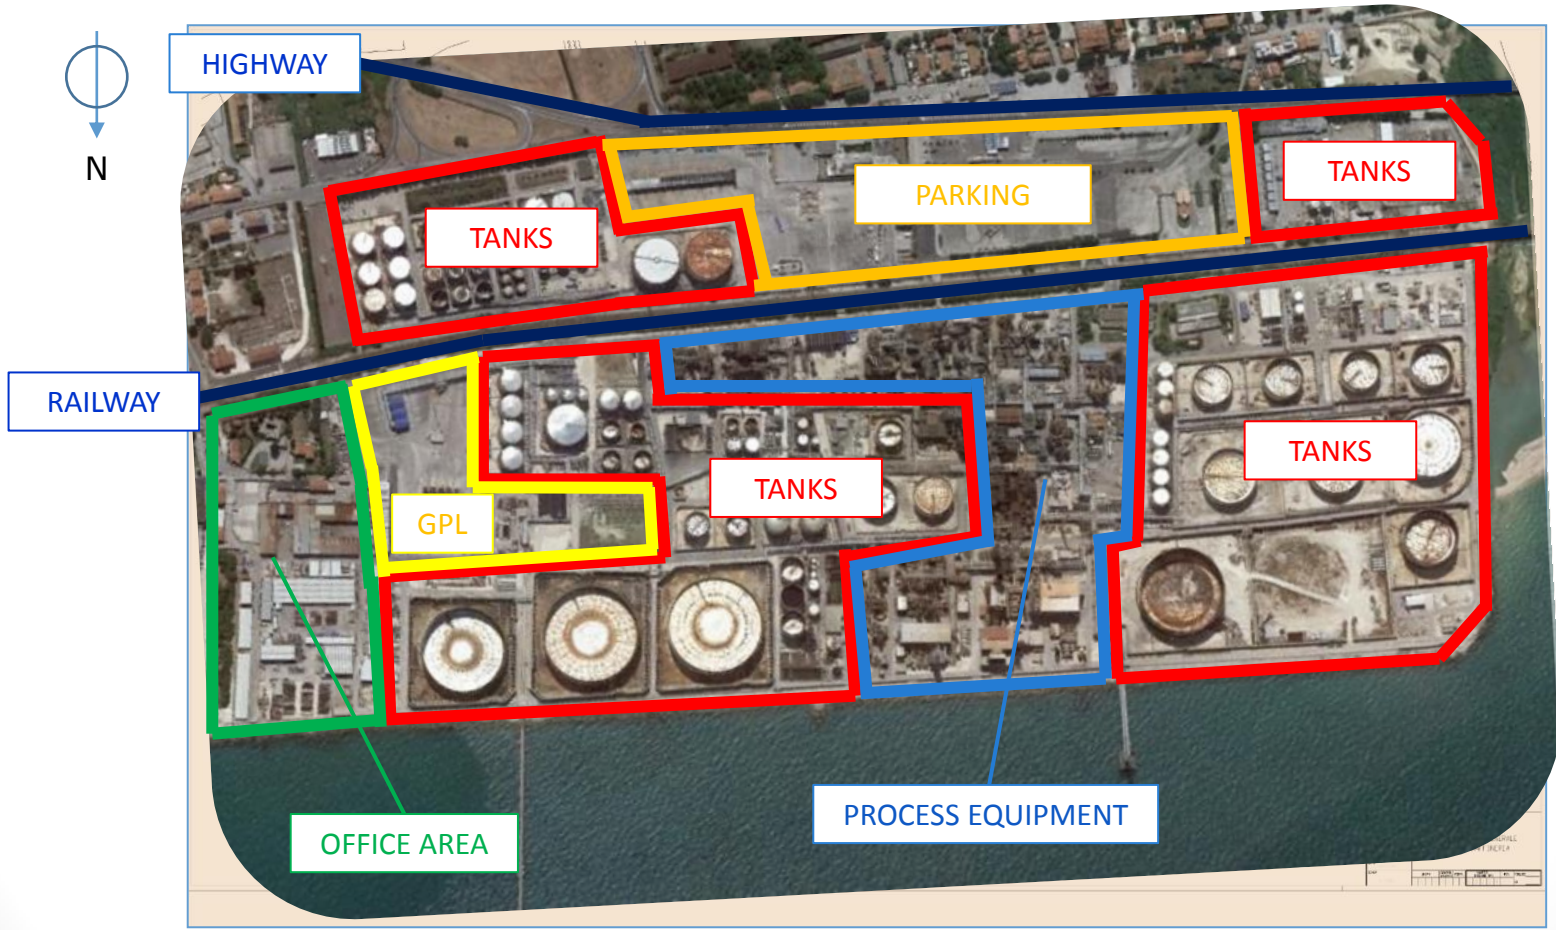 HIGHWAY
N
TANKS
PARKING
TANKS
RAILWAY
TANKS
TANKS
GPL
PROCESS EQUIPMENT
OFFICE AREA